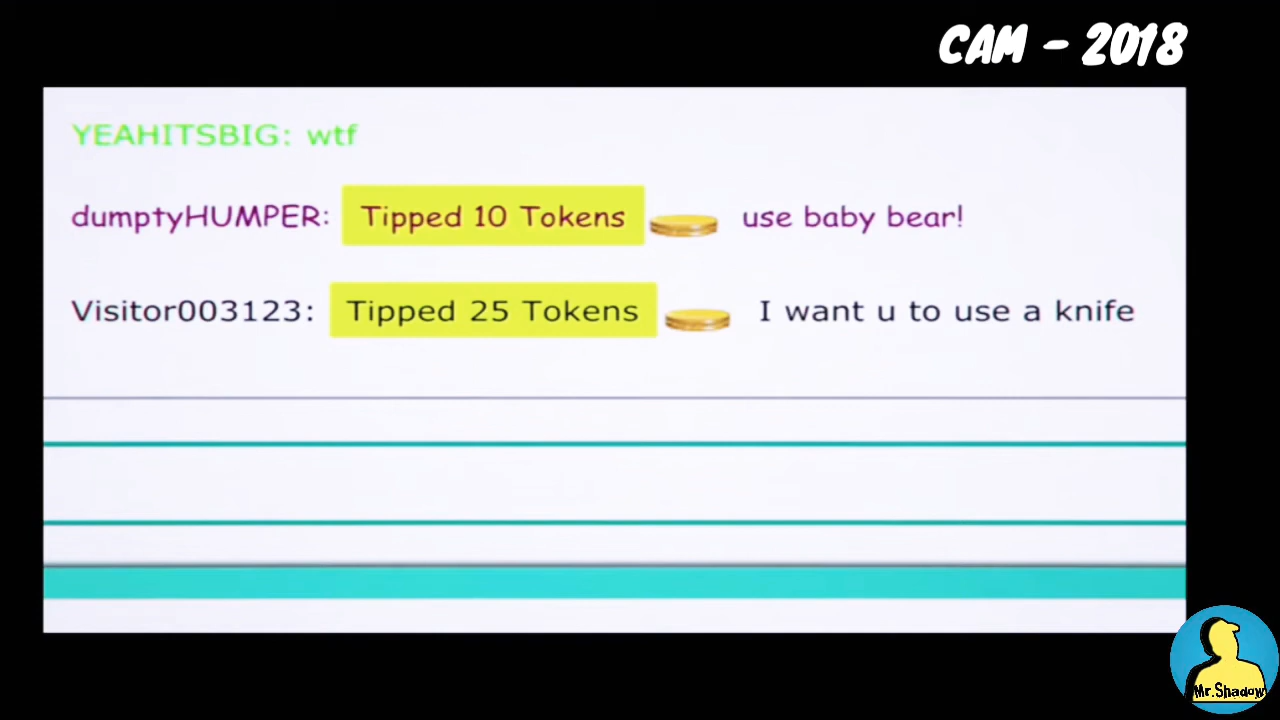 CAM - 2018
YEAHITSBIG: wtf
dumptyHUMPER: Tipped 10 Tokens use baby bear!
Visitor003123: Tipped 25 Tokens I want u to use a knife
Mr.Shadow